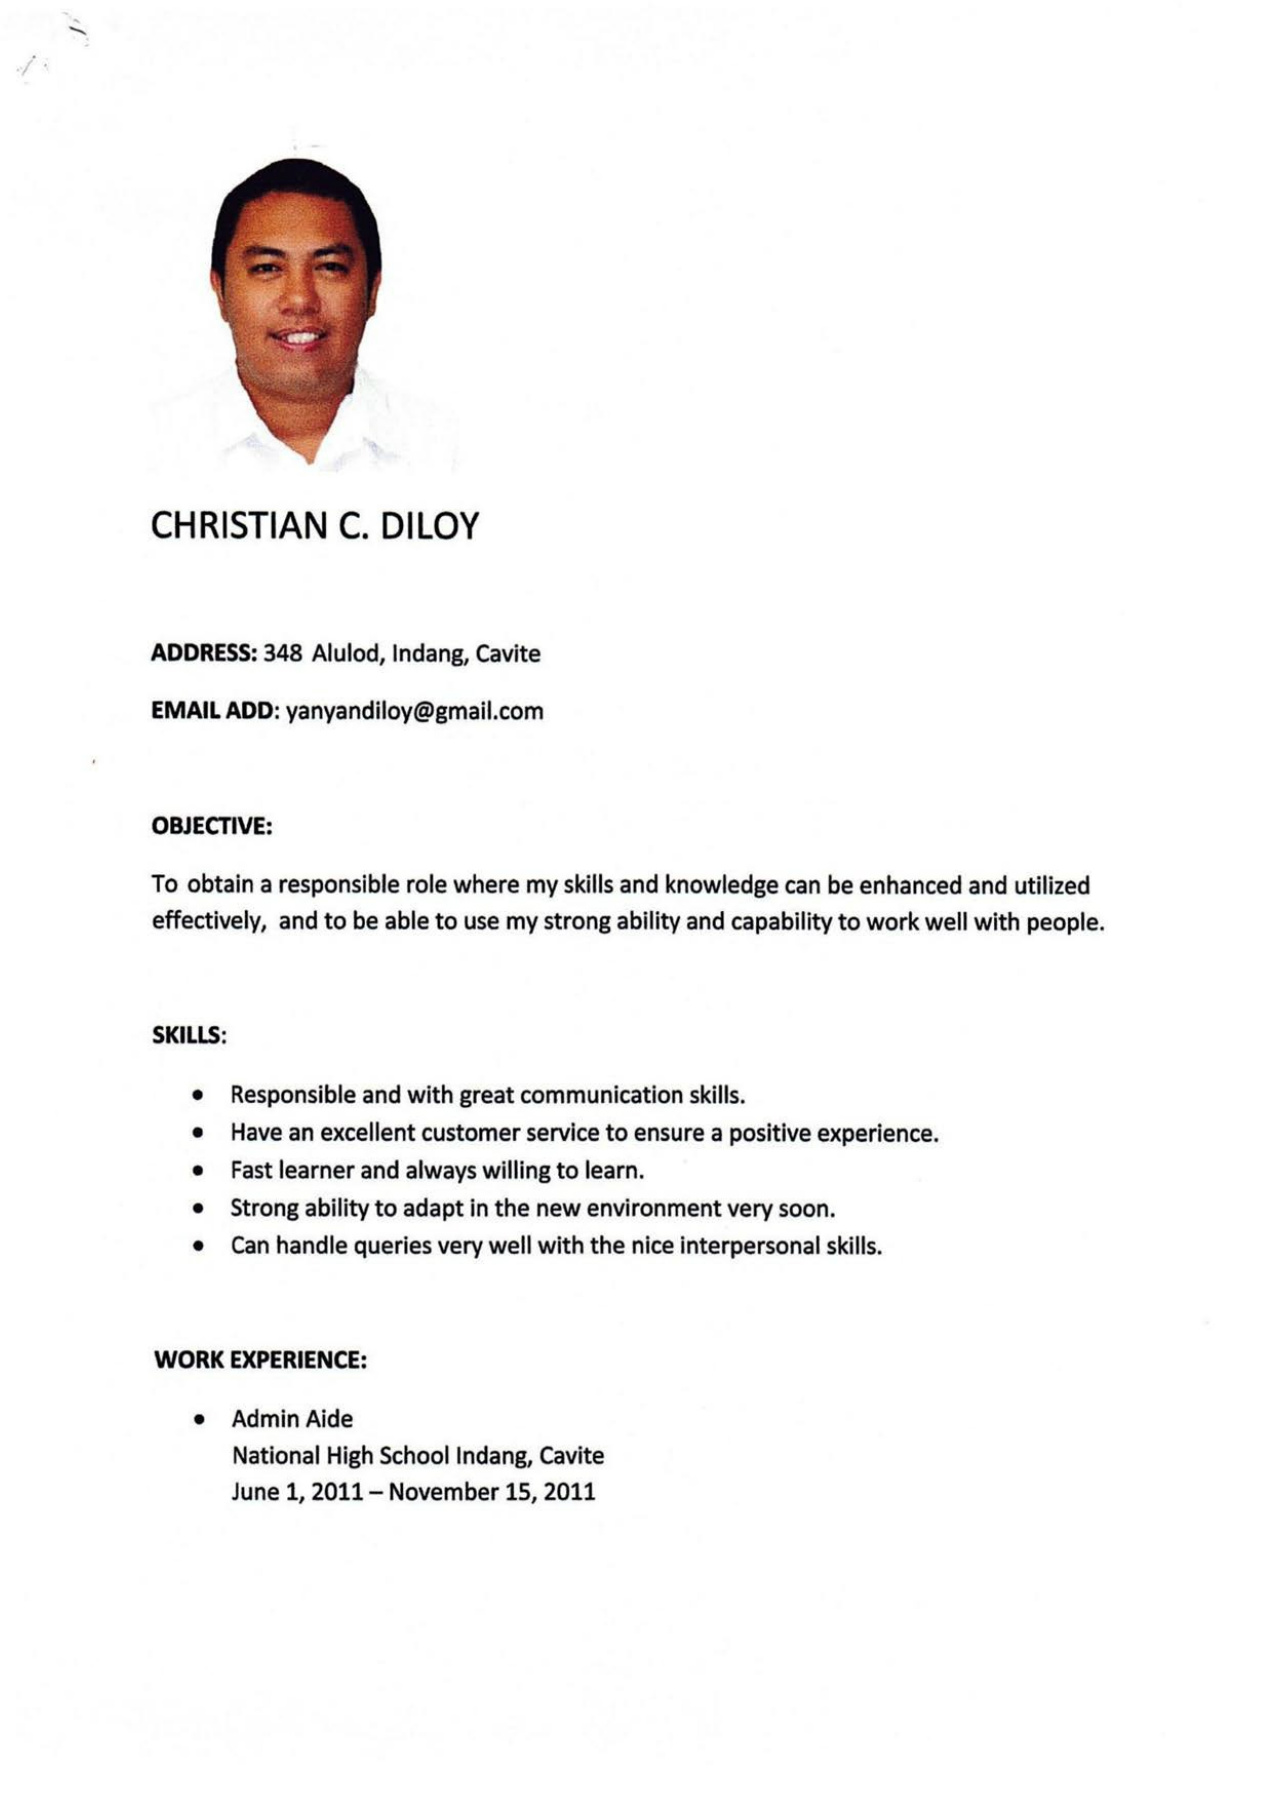 CHRISTIAN C. DILOY
ADDRESS: 348 Alulod, Indang, Cavite
EMAIL ADD: yanyandiloy@gmail.com
OBJECTIVE:
To obtain a responsible role where my skills and knowledge can be enhanced and utilized
effectively, and to be able to use my strong ability and capability to work well with people.
SKILLS:
• Responsible and with great communication skills.
• Have an excellent customer service to ensure a positive experience.
• Fast learner and always willing to learn.
• Strong ability to adapt in the new environment very soon.
• Can handle queries very well with the nice interpersonal skills.
WORK EXPERIENCE:
• Admin Aide
National High School Indang, Cavite
June 1, 2011 – November 15, 2011